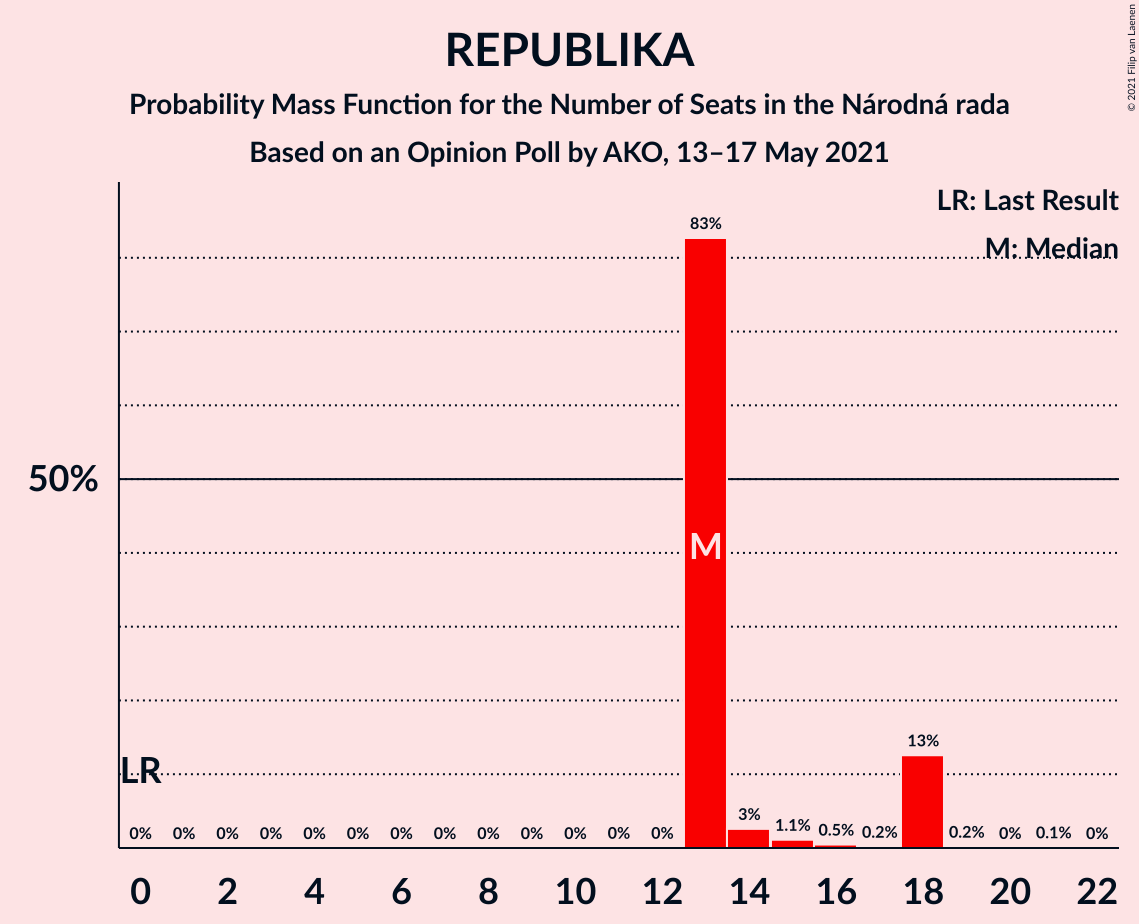 REPUBLIKA
Probability Mass Function for the Number of Seats in the Národná rada
Based on an Opinion Poll by AKO, 13–17 May 2021
© 2021 Filip van Laenen
LR: Last Result
M: Median
83%
50%
M
13%
LR
3%
1.1%
0.5%
0% 0% 0% 0% 0% 0% 0% 0% 0% 0% 0% 0% 0% 0.2% 0.2% 0% 0.1% 0%
0 2 4 6 8 10 12 14 16 18 20 22